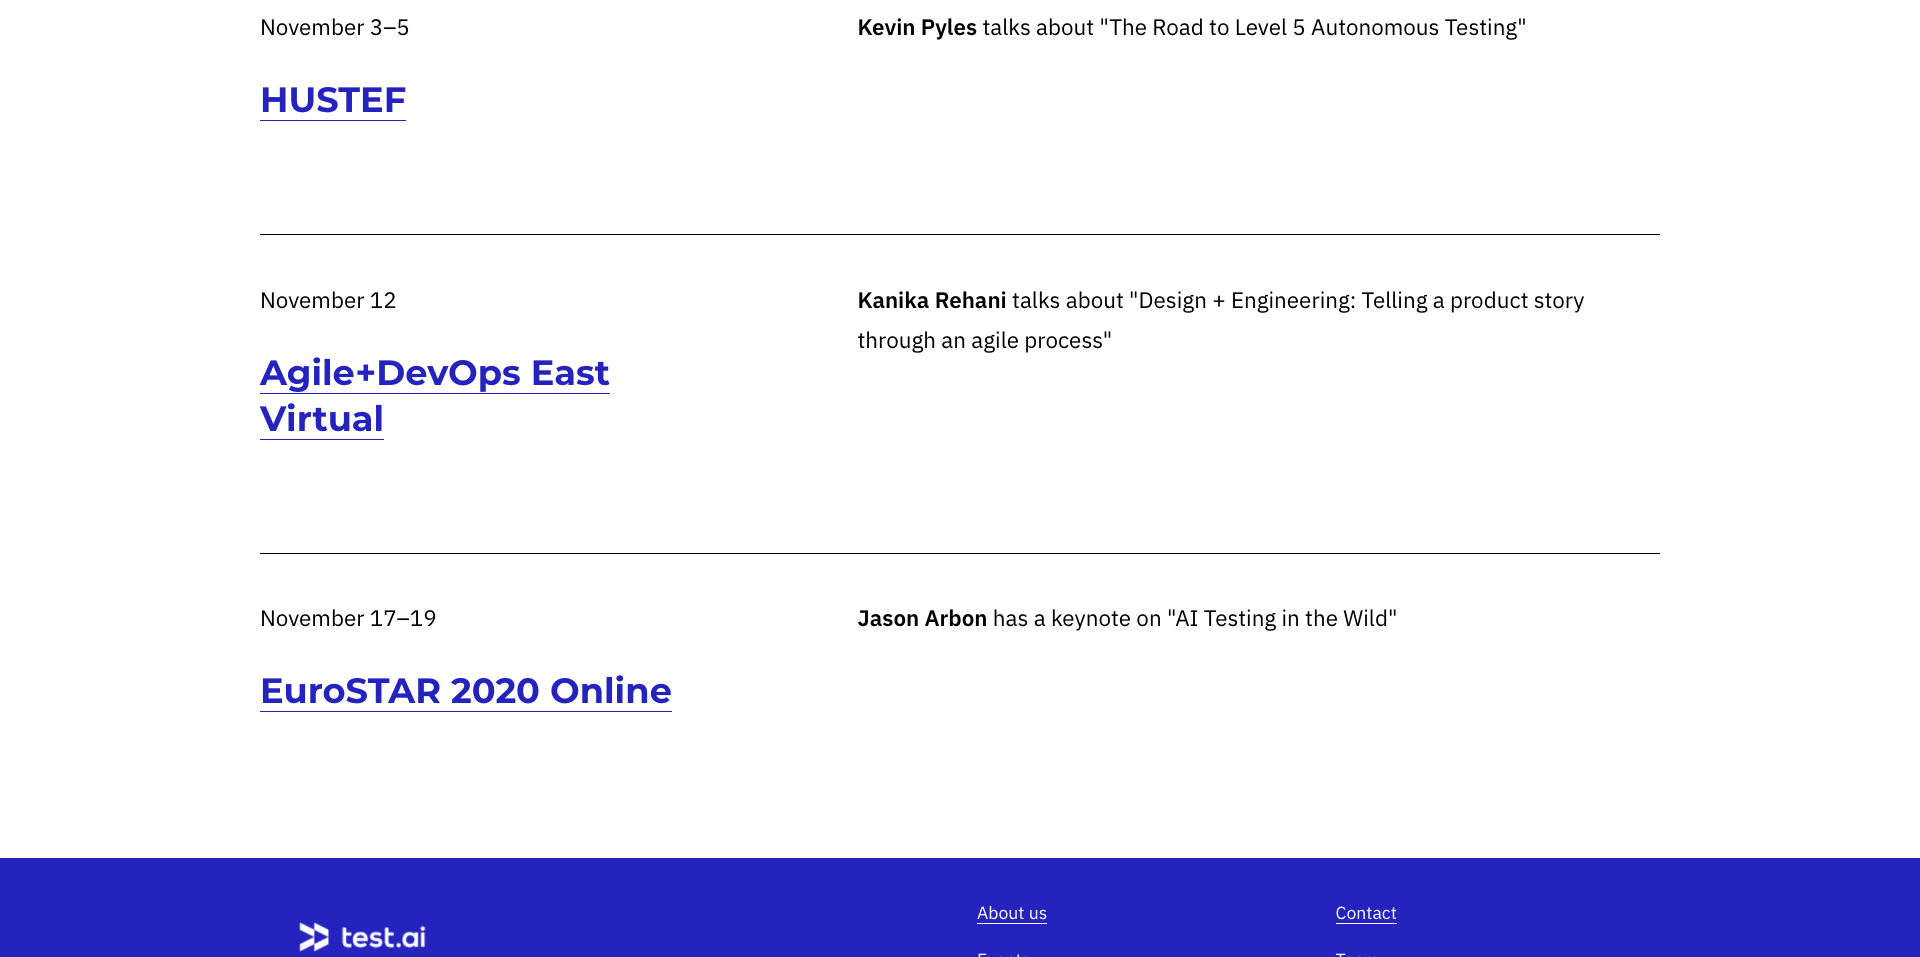 November 3–5
Kevin Pyles talks about "The Road to Level 5 Autonomous Testing"
HUSTEF
November 12
Kanika Rehani talks about "Design + Engineering: Telling a product story
through an agile process"
Agile+DevOps East
Virtual
November 17–19
Jason Arbon has a keynote on "AI Testing in the Wild"
EuroSTAR 2020 Online
About us
Contact
test.ai